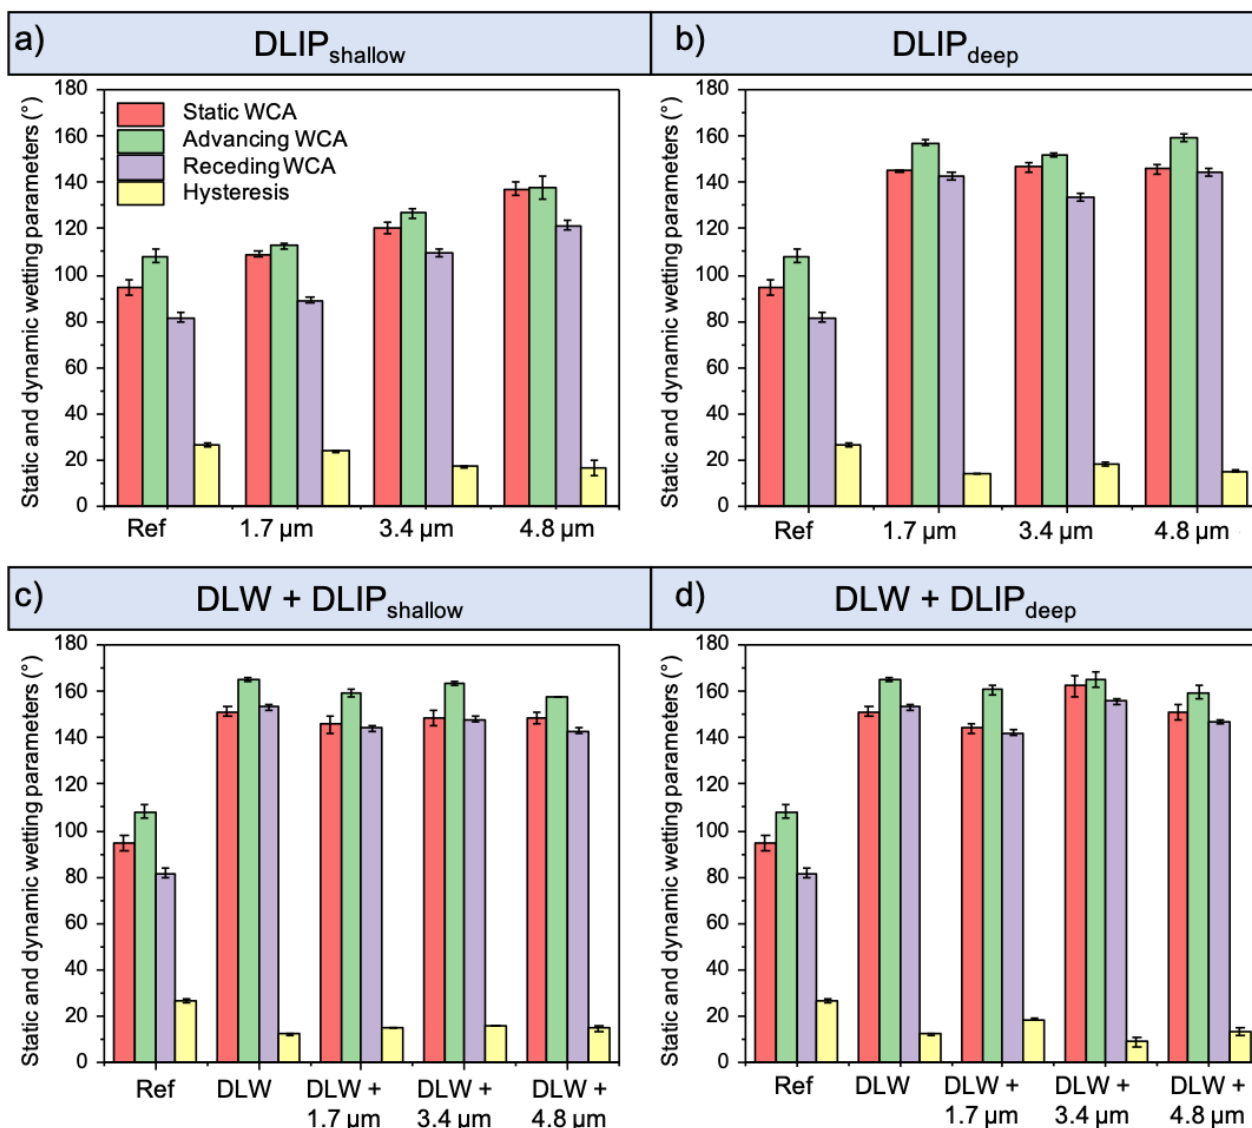 a) DLIPshallow
b) DLIPdeep
Static and dynamic wetting parameters (°)
180
160
140
120
100
80
60
40
20
0
Static WCA
Advancing WCA
Receding WCA
Hysteresis
Ref 1.7 µm 3.4 µm 4.8 µm
Static and dynamic wetting parameters (°)
180
160
140
120
100
80
60
40
20
0
Ref 1.7 µm 3.4 µm 4.8 µm
c) DLW + DLIPshallow
d) DLW + DLIPdeep
Static and dynamic wetting parameters (°)
180
160
140
120
100
80
60
40
20
0
Ref DLW DLW + DLW + DLW +
1.7 µm 3.4 µm 4.8 µm
Static and dynamic wetting parameters (°)
180
160
140
120
100
80
60
40
20
0
Ref DLW DLW + DLW + DLW +
1.7 µm 3.4 µm 4.8 µm